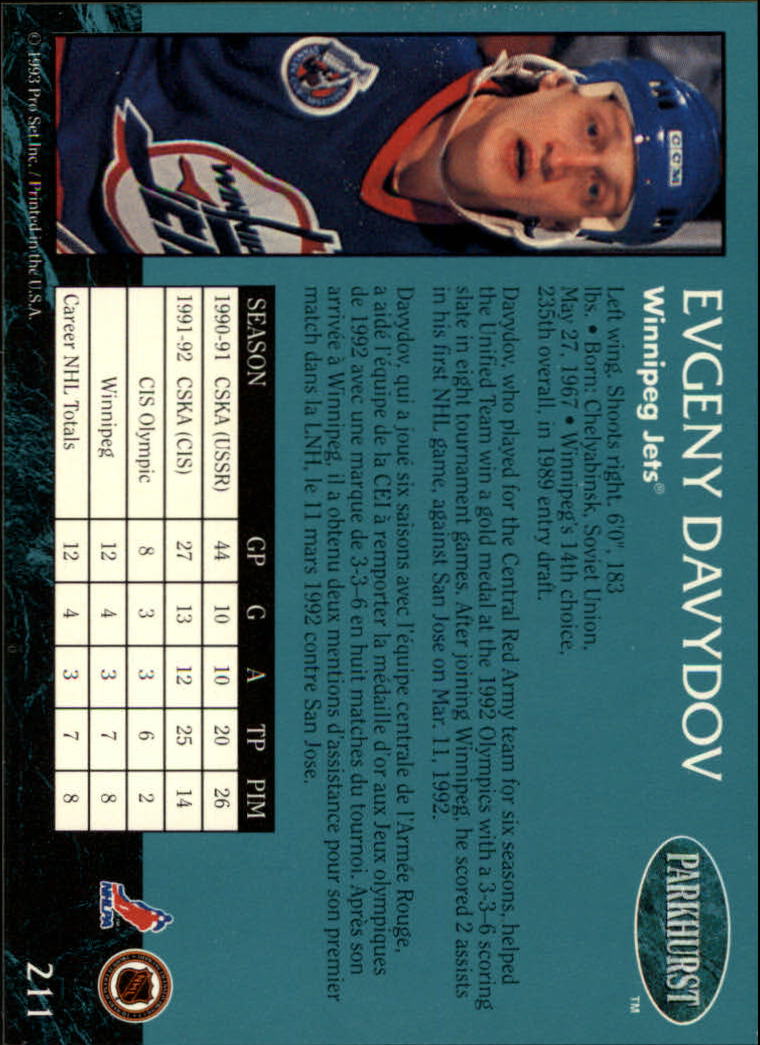 EVGENY DAVYDOV
Winnipeg Jets®
PARKHURST
TM
Left wing. Shoots right. 6'0", 183
lbs. • Born: Chelyabinsk, Soviet Union,
May 27, 1967 • Winnipeg's 14th choice,
235th overall, in 1989 entry draft.
Davydov, who played for the Central Red Army team for six seasons, helped
the Unified Team win a gold medal at the 1992 Olympics with a 3-3–6 scoring
slate in eight tournament games. After joining Winnipeg, he scored 2 assists
in his first NHL game, against San Jose on Mar. 11, 1992.
Davydov, qui a joué six saisons avec l'équipe centrale de l'Armée Rouge,
a aidé l'équipe de la CEI à remporter la médaille d'or aux Jeux olympiques
de 1992 avec une marque de 3-3–6 en huit matches du tournoi. Après son
arrivée à Winnipeg, il a obtenu deux mentions d'assistance pour son premier
match dans la LNH, le 11 mars 1992 contre San Jose.
SEASON GP G A TP PIM
1990-91 CSKA (USSR) 44 10 10 20 26
1991-92 CSKA (CIS) 27 13 12 25 14
CIS Olympic 8 3 3 6 2
Winnipeg 12 4 3 7 8
Career NHL Totals 12 4 3 7 8
© 1993 Pro Set Inc. / Printed in the U.S.A.
NHLPA
NHL
211
CCM